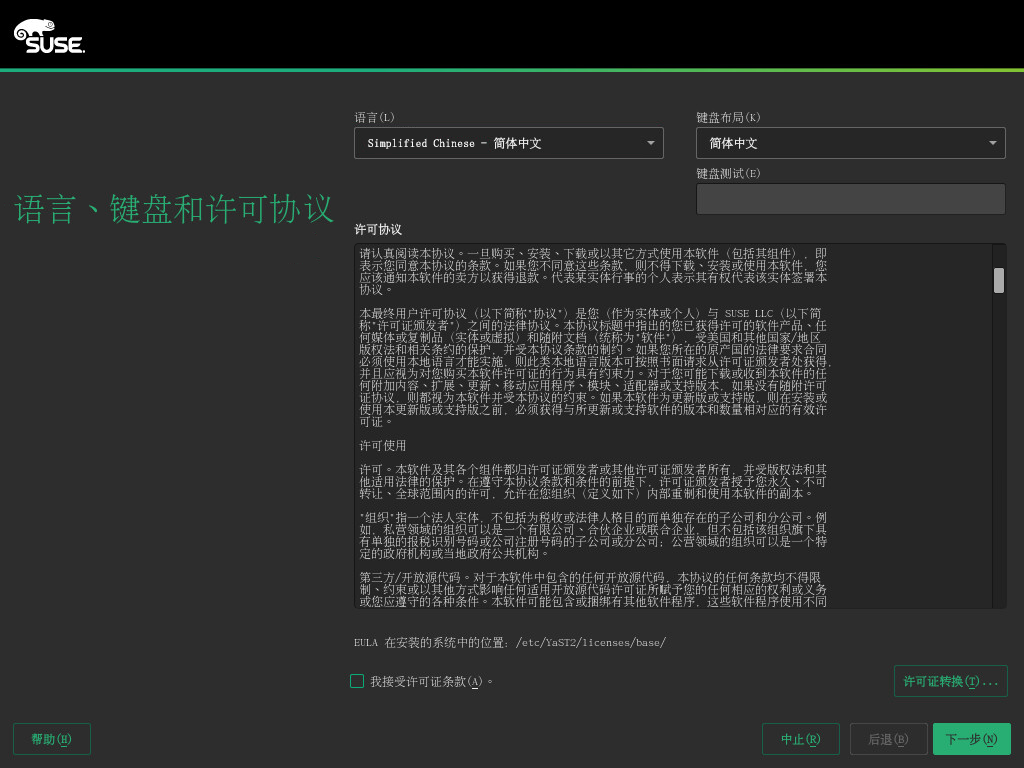 SUSE
语言(L)
键盘布局(K)
Simplified Chinese - 简体中文
简体中文
键盘测试(E)
语言、键盘和许可协议
许可协议
请认真阅读本协议。一旦购买、安装、下载或以其它方式使用本软件（包括其组件），即
表示您同意本协议的条款。如果您不同意这些条款，则不得下载、安装或使用本软件，您
应该通知本软件的卖方以获得退款。代表某实体行事的个人表示其有权代表该实体签署本
协议。
本最终用户许可协议（以下简称"协议"）是您（作为实体或个人）与 SUSE LLC（以下简
称"许可证颁发者"）之间的法律协议。本协议标题中指出的您已获得许可的软件产品、任
何媒体或复制品（实体或虚拟）和随附文档（统称为"软件"），受美国和其他国家/地区
版权法和相关条约的保护，并受本协议条款的制约。如果您所在的原产国的法律要求合同
必须使用本地语言才能实施，则此类本地语言版本可按照书面请求从许可证颁发者处获得，
并且应视为对您购买本软件许可证的行为具有约束力。对于您可能下载或收到本软件的任
何附加内容、扩展、更新、移动应用程序、模块、适配器或支持版本，如果没有随附许可
证协议，则都视为本软件并受本协议的约束。如果本软件为更新版或支持版，则在安装或
使用本更新版或支持版之前，必须获得与所更新或支持软件的版本和数量相对应的有效许
可证。
许可使用
许可。本软件及其各个组件都归许可证颁发者或其他许可证颁发者所有，并受版权法和其
他适用法律的保护。在遵守本协议条款和条件的前提下，许可证颁发者授予您永久、不可
转让、全球范围内的许可，允许在您组织（定义如下）内部重制和使用本软件的副本。
"组织"指一个法人实体，不包括为税收或法律人格目的而单独存在的子公司和分公司。例
如，私营领域的组织可以是一个有限公司、合伙企业或联合企业，但不包括该组织旗下具
有单独的报税识别号码或公司注册号码的子公司或分公司；公营领域的组织可以是一个特
定的政府机构或当地政府公共机构。
第三方/开放源代码。对于本软件中包含的任何开放源代码，本协议的任何条款均不得限
制、约束或以其他方式影响任何适用开放源代码许可证所赋予您的任何相应的权利或义务
或您应遵守的各种条件。本软件可能包含或捆绑有其他软件程序，这些软件程序使用不同
EULA 在安装的系统中的位置：/etc/YaST2/licenses/base/
我接受许可证条款(A)。
许可证转换(T)...
帮助(H)
中止(R)
后退(B)
下一步(N)